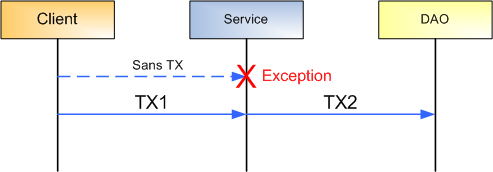 Client
Service
DAO
Sans TX
Exception
TX1
TX2